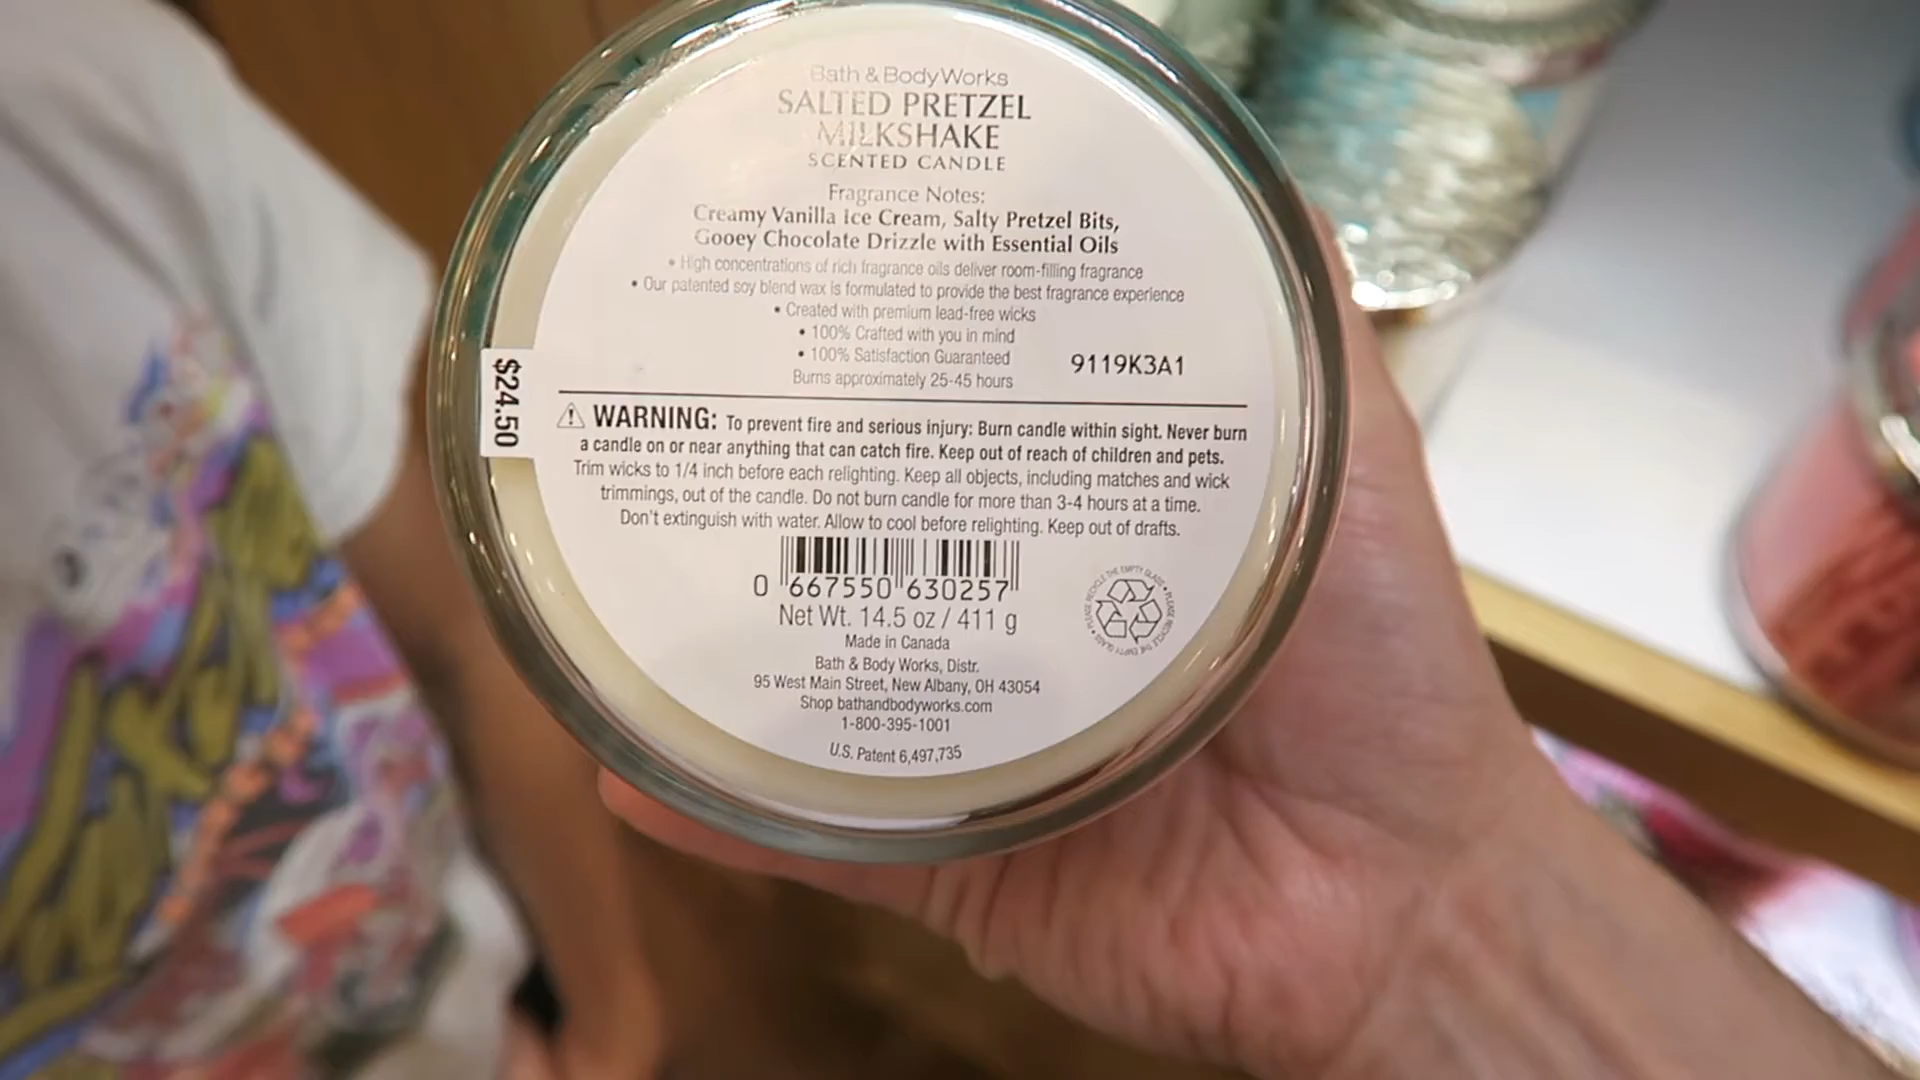 Bath & Body Works
SALTED PRETZEL
MILKSHAKE
SCENTED CANDLE
Fragrance Notes:
Creamy Vanilla Ice Cream, Salty Pretzel Bits,
Gooey Chocolate Drizzle with Essential Oils
• High concentrations of rich fragrance oils deliver room-filling fragrance
• Our patented soy blend wax is formulated to provide the best fragrance experience
• Created with premium lead-free wicks
• 100% Crafted with you in mind
• 100% Satisfaction Guaranteed
9119K3A1
Burns approximately 25-45 hours
$24.50
⚠ WARNING: To prevent fire and serious injury: Burn candle within sight. Never burn
a candle on or near anything that can catch fire. Keep out of reach of children and pets.
Trim wicks to 1/4 inch before each relighting. Keep all objects, including matches and wick
trimmings, out of the candle. Do not burn candle for more than 3-4 hours at a time.
Don't extinguish with water. Allow to cool before relighting. Keep out of drafts.
0 667550 630257
Net Wt. 14.5 oz / 411 g
PLEASE RECYCLE THE EMPTY GLASS •
Made in Canada
Bath & Body Works, Distr.
95 West Main Street, New Albany, OH 43054
Shop bathandbodyworks.com
1-800-395-1001
U.S. Patent 6,497,735